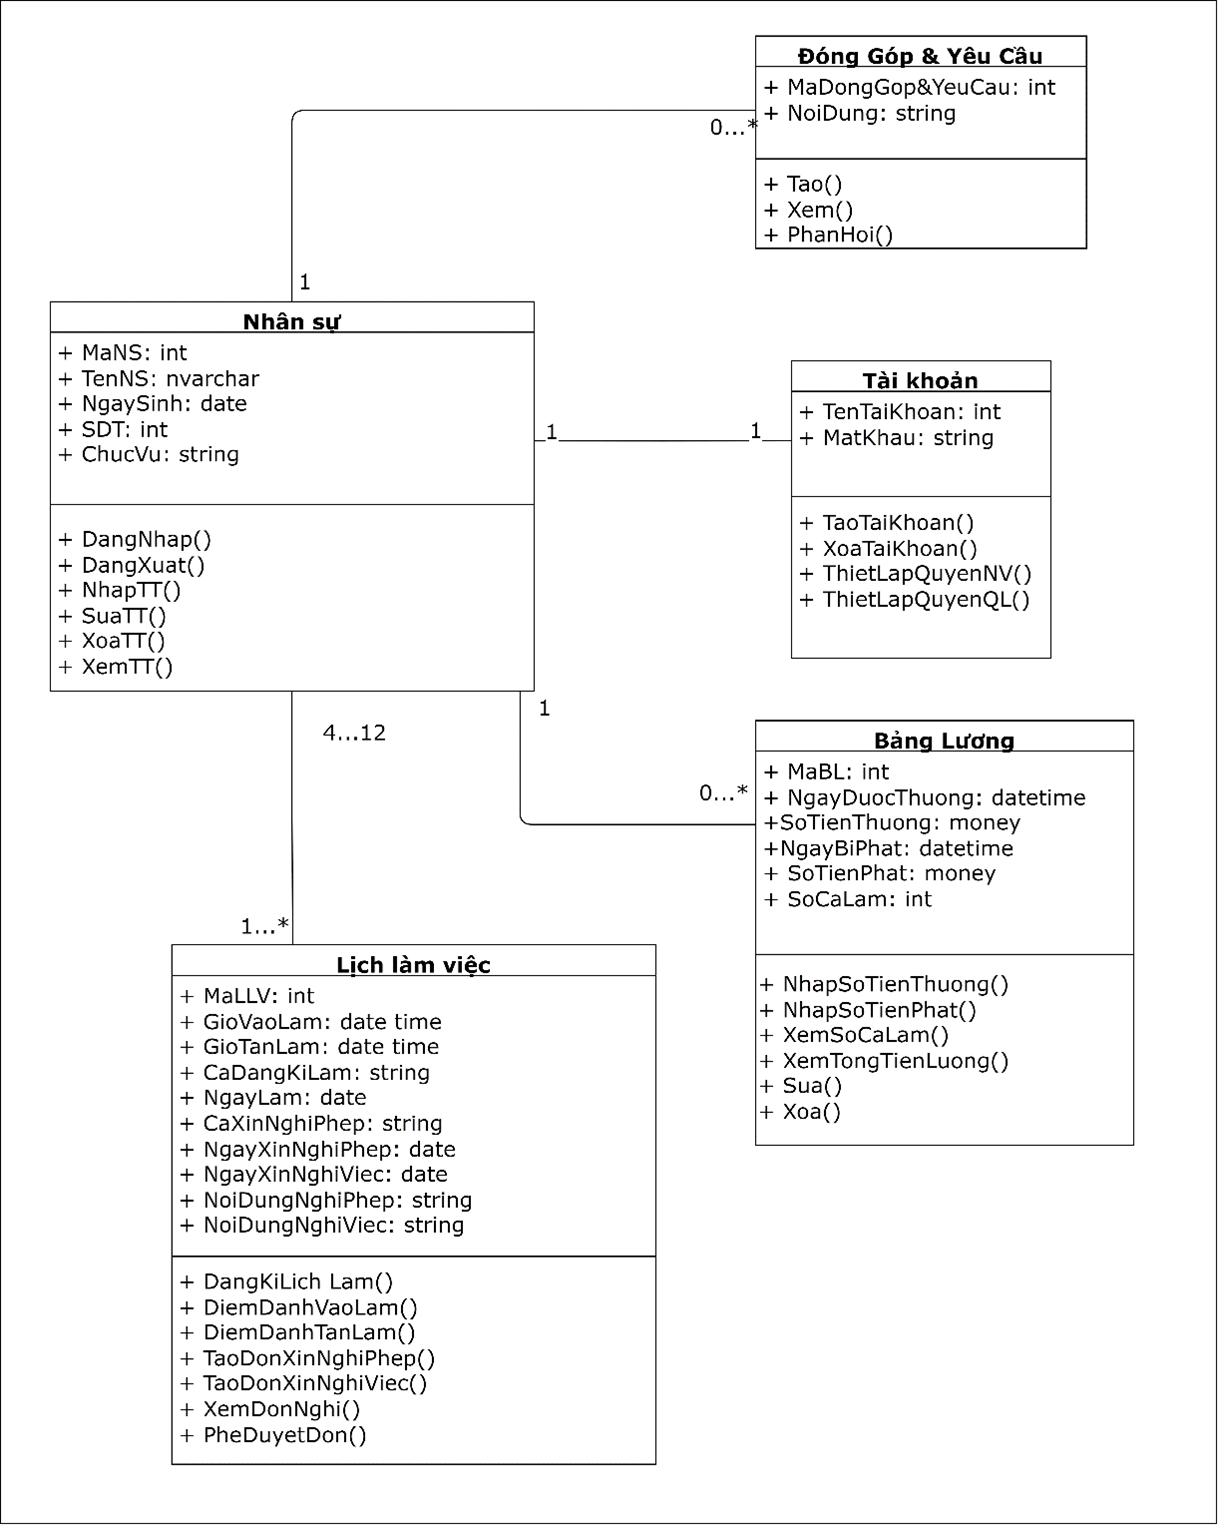 Đóng Góp & Yêu Cầu
+ MaDongGop&YeuCau: int
+ NoiDung: string
+ Tao()
+ Xem()
+ PhanHoi()
0...*
1
Nhân sự
+ MaNS: int
+ TenNS: nvarchar
+ NgaySinh: date
+ SDT: int
+ ChucVu: string
+ DangNhap()
+ DangXuat()
+ NhapTT()
+ SuaTT()
+ XoaTT()
+ XemTT()
1
1
Tài khoản
+ TenTaiKhoan: int
+ MatKhau: string
+ TaoTaiKhoan()
+ XoaTaiKhoan()
+ ThietLapQuyenNV()
+ ThietLapQuyenQL()
1
0...*
Bảng Lương
+ MaBL: int
+ NgayDuocThuong: datetime
+SoTienThuong: money
+NgayBiPhat: datetime
+ SoTienPhat: money
+ SoCaLam: int
+ NhapSoTienThuong()
+ NhapSoTienPhat()
+ XemSoCaLam()
+ XemTongTienLuong()
+ Sua()
+ Xoa()
4...12
1...*
Lịch làm việc
+ MaLLV: int
+ GioVaoLam: date time
+ GioTanLam: date time
+ CaDangKiLam: string
+ NgayLam: date
+ CaXinNghiPhep: string
+ NgayXinNghiPhep: date
+ NgayXinNghiViec: date
+ NoiDungNghiPhep: string
+ NoiDungNghiViec: string
+ DangKiLich Lam()
+ DiemDanhVaoLam()
+ DiemDanhTanLam()
+ TaoDonXinNghiPhep()
+ TaoDonXinNghiViec()
+ XemDonNghi()
+ PheDuyetDon()